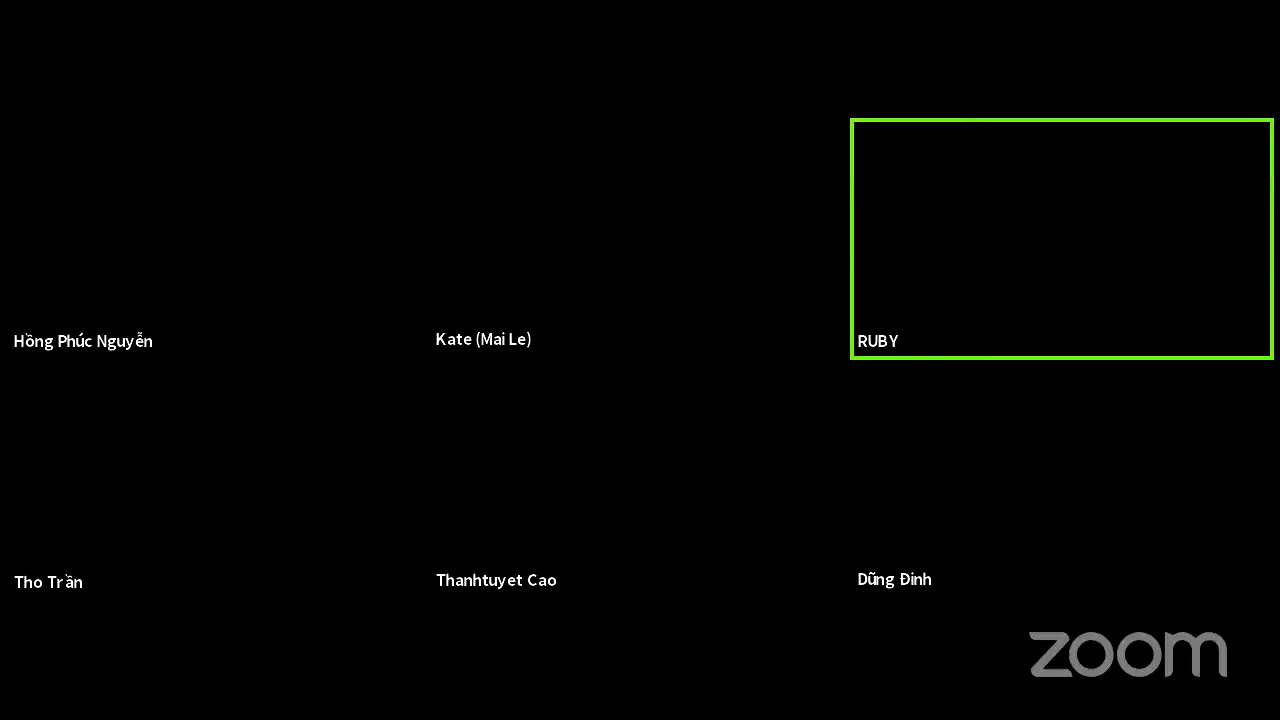 Hồng Phúc Nguyễn
Kate (Mai Le)
RUBY
Tho Trần
Thanhtuyet Cao
Dũng Đinh
zoom